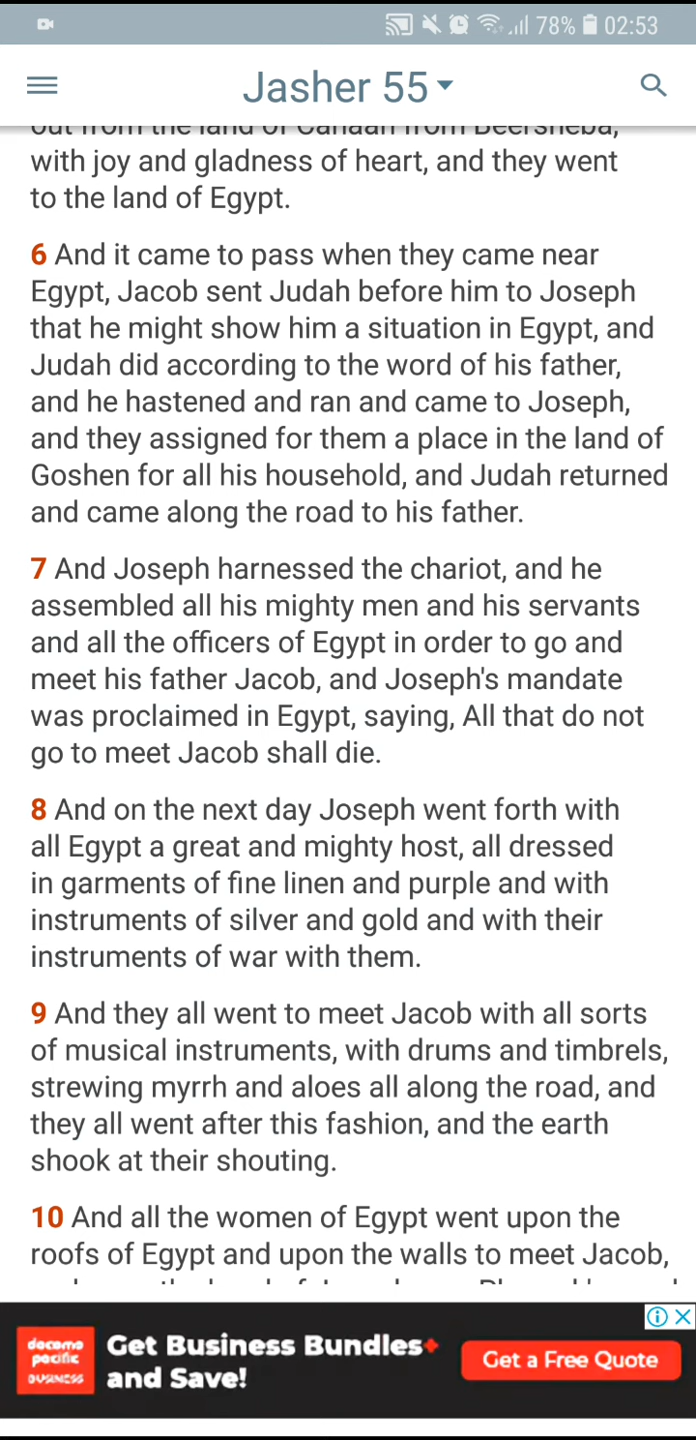 78% 02:53
Jasher 55
out from the land of Canaan from Beersheba,
with joy and gladness of heart, and they went
to the land of Egypt.
6 And it came to pass when they came near
Egypt, Jacob sent Judah before him to Joseph
that he might show him a situation in Egypt, and
Judah did according to the word of his father,
and he hastened and ran and came to Joseph,
and they assigned for them a place in the land of
Goshen for all his household, and Judah returned
and came along the road to his father.
7 And Joseph harnessed the chariot, and he
assembled all his mighty men and his servants
and all the officers of Egypt in order to go and
meet his father Jacob, and Joseph's mandate
was proclaimed in Egypt, saying, All that do not
go to meet Jacob shall die.
8 And on the next day Joseph went forth with
all Egypt a great and mighty host, all dressed
in garments of fine linen and purple and with
instruments of silver and gold and with their
instruments of war with them.
9 And they all went to meet Jacob with all sorts
of musical instruments, with drums and timbrels,
strewing myrrh and aloes all along the road, and
they all went after this fashion, and the earth
shook at their shouting.
10 And all the women of Egypt went upon the
roofs of Egypt and upon the walls to meet Jacob,
docomo
pacific
BUSINESS
Get Business Bundles+
and Save!
Get a Free Quote